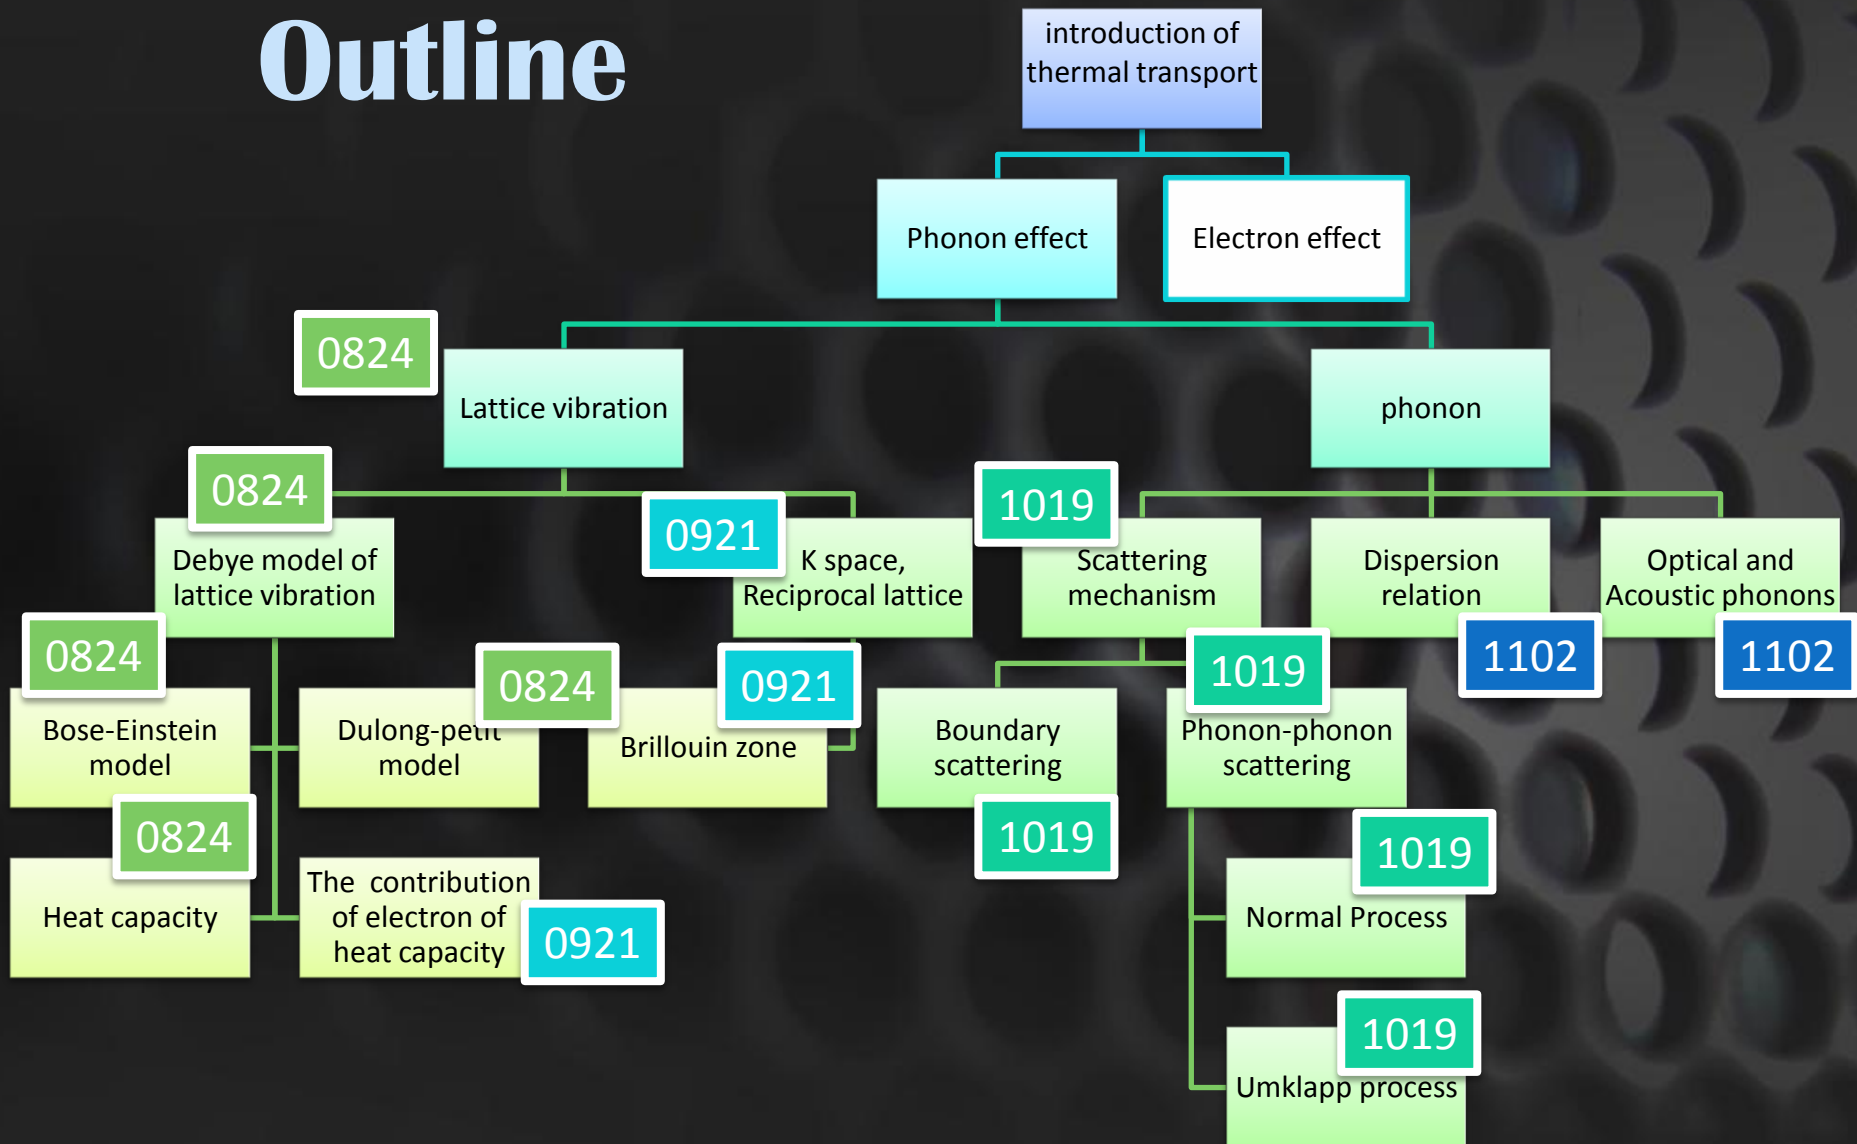 Outline
introduction of
thermal transport
Phonon effect
Electron effect
0824
Lattice vibration
phonon
0824
0921
1019
Debye model of
lattice vibration
K space,
Reciprocal lattice
Scattering
mechanism
Dispersion
relation
Optical and
Acoustic phonons
0824
0824
0921
1019
1102
1102
Bose-Einstein
model
Dulong-petit
model
Brillouin zone
Boundary
scattering
Phonon-phonon
scattering
0824
1019
1019
Heat capacity
The contribution
of electron of
heat capacity
0921
Normal Process
1019
Umklapp process